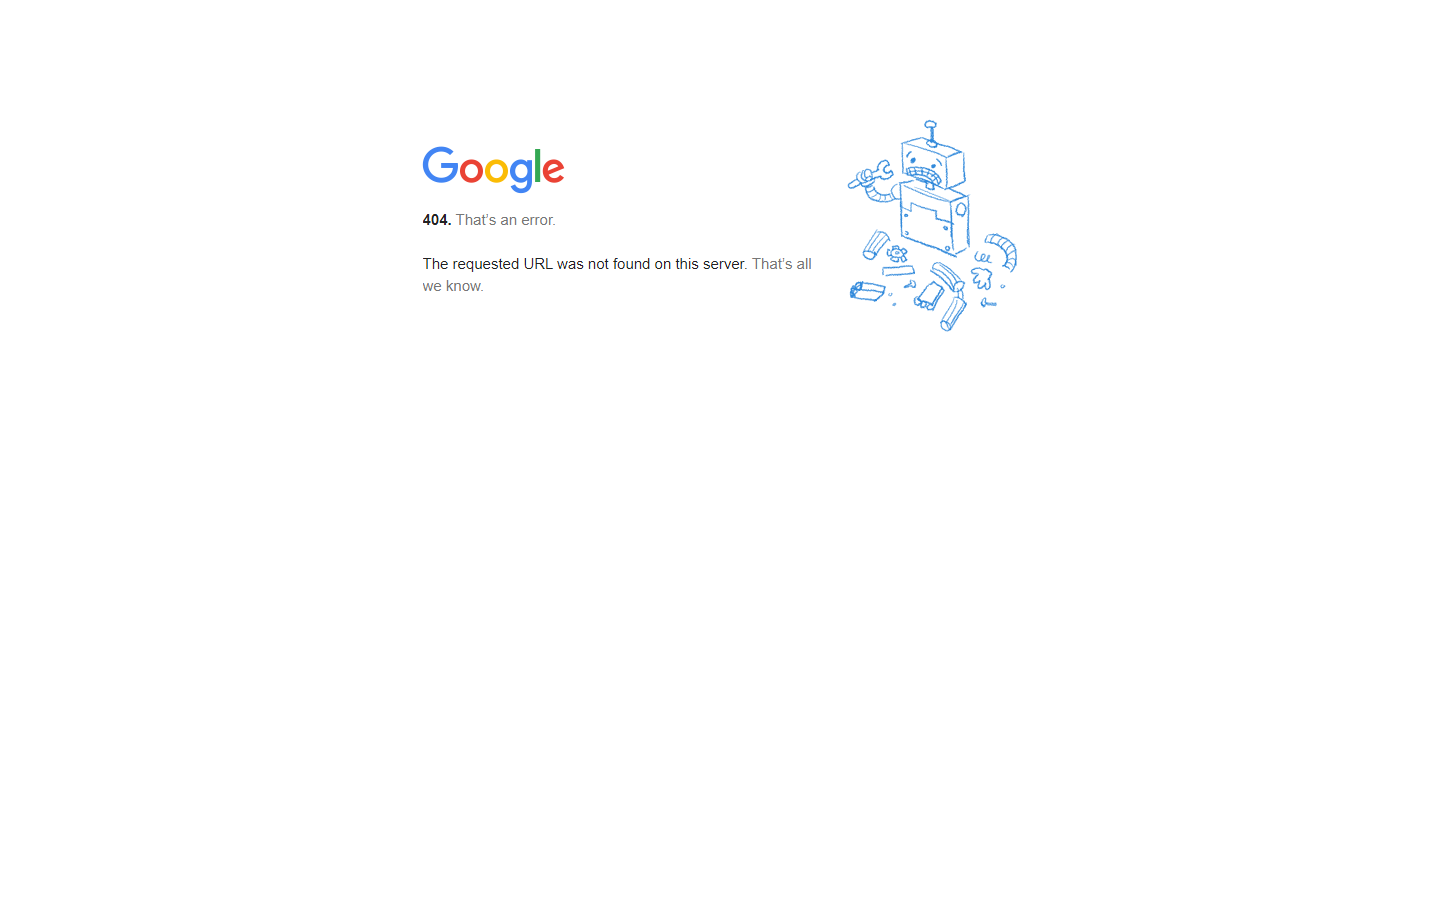 Google
404. That’s an error.
The requested URL was not found on this server. That’s all
we know.